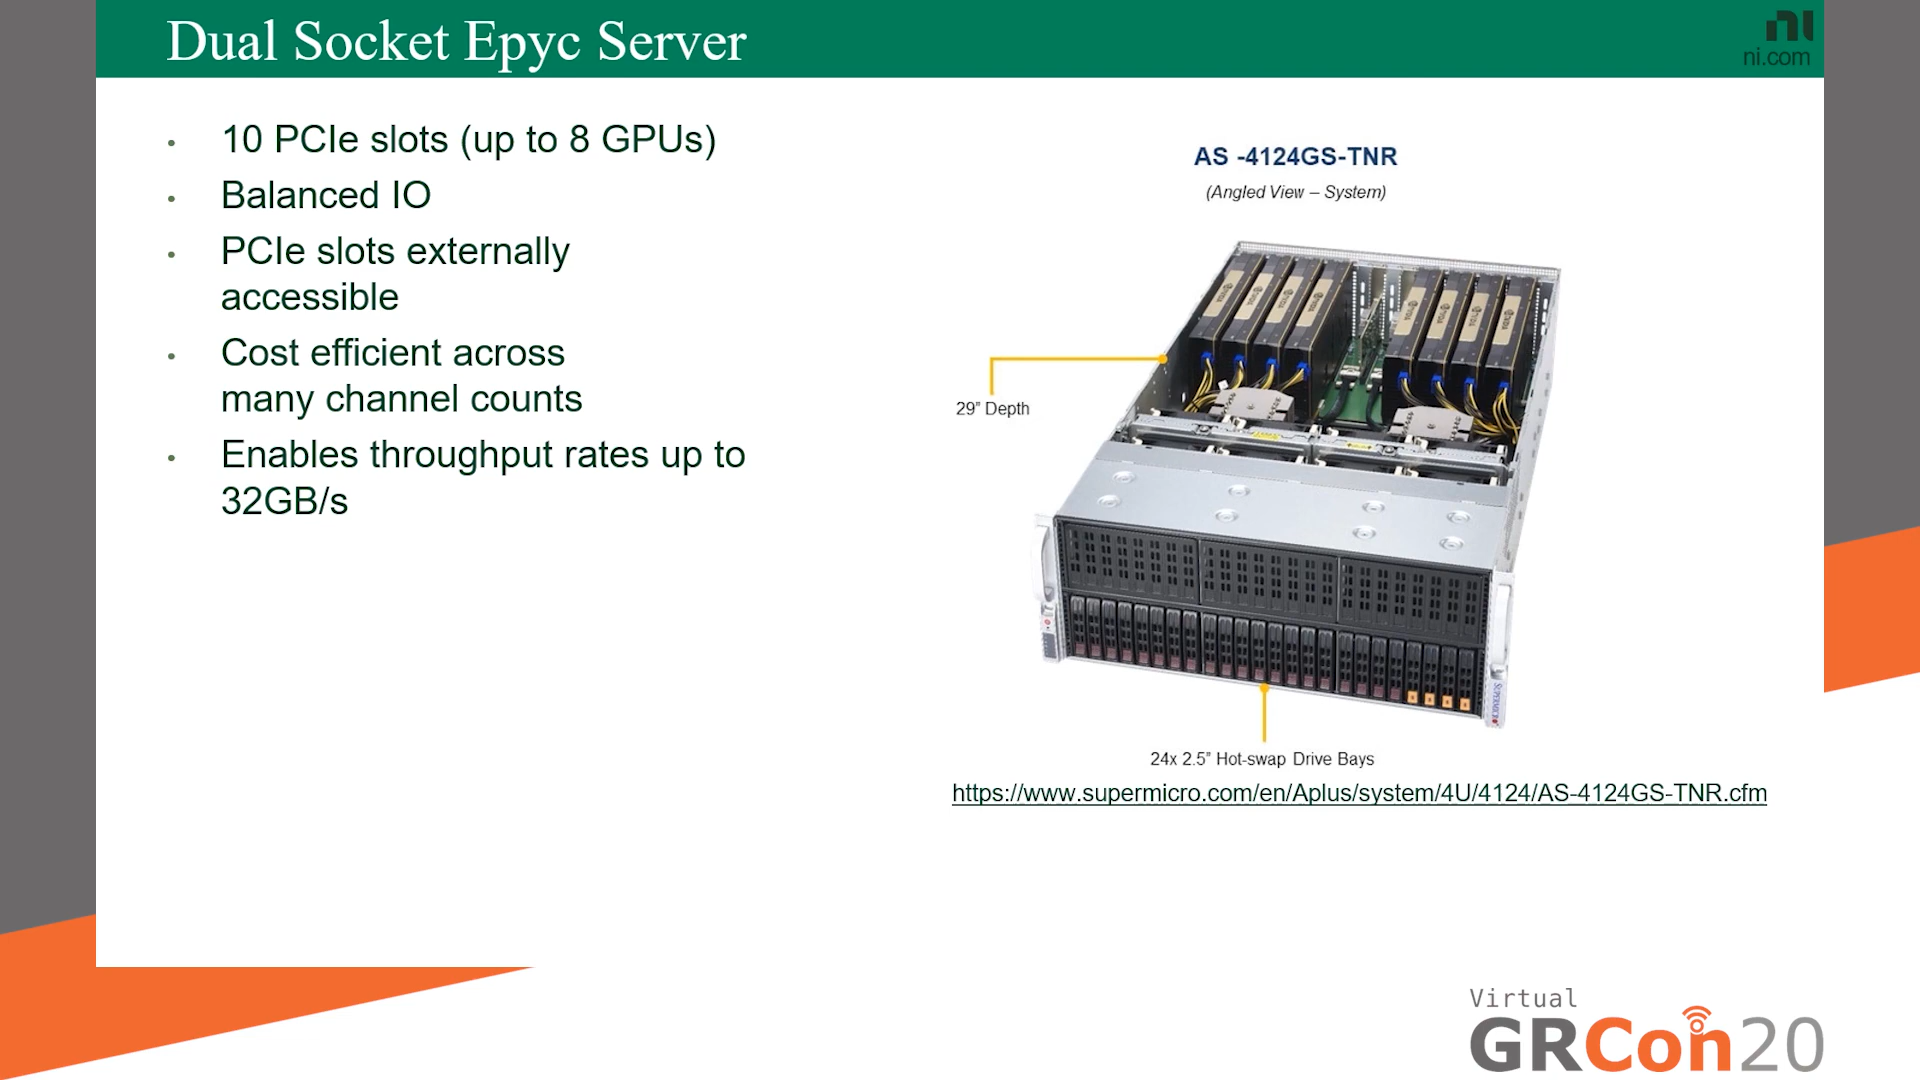 Dual Socket Epyc Server
ni
ni.com
10 PCIe slots (up to 8 GPUs)
Balanced IO
PCIe slots externally
accessible
Cost efficient across
many channel counts
Enables throughput rates up to
32GB/s
AS -4124GS-TNR
(Angled View – System)
29” Depth
24x 2.5” Hot-swap Drive Bays
https://www.supermicro.com/en/Aplus/system/4U/4124/AS-4124GS-TNR.cfm
Virtual
GRCon20